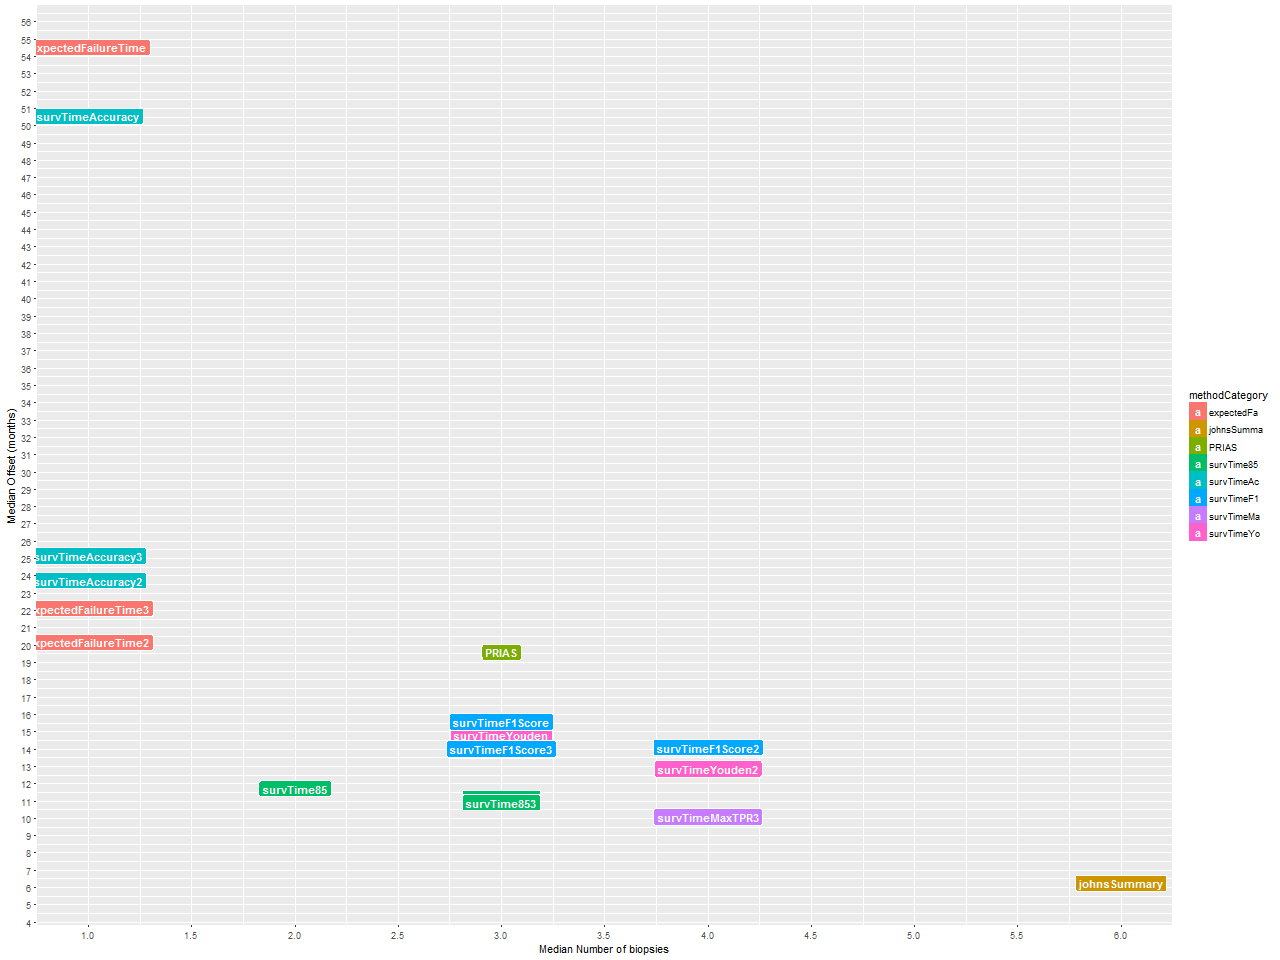 56
55
54
53
52
51
50
49
48
47
46
45
44
43
42
41
40
39
38
37
36
35
34
33
32
31
30
29
28
27
26
25
24
23
22
21
20
19
18
17
16
15
14
13
12
11
10
9
8
7
6
5
4
Median Offset (months)
xpectedFailureTime
survTimeAccuracy
survTimeAccuracy3
survTimeAccuracy2
xpectedFailureTime3
xpectedFailureTime2
PRIAS
survTimeF1Score
survTimeYouden
survTimeF1Score3
survTimeF1Score2
survTimeYouden2
survTime85
survTime853
survTimeMaxTPR3
johnsSummary
1.0 1.5 2.0 2.5 3.0 3.5 4.0 4.5 5.0 5.5 6.0
Median Number of biopsies
methodCategory
a expectedFa
a johnsSumma
a PRIAS
a survTime85
a survTimeAc
a survTimeF1
a survTimeMa
a survTimeYo